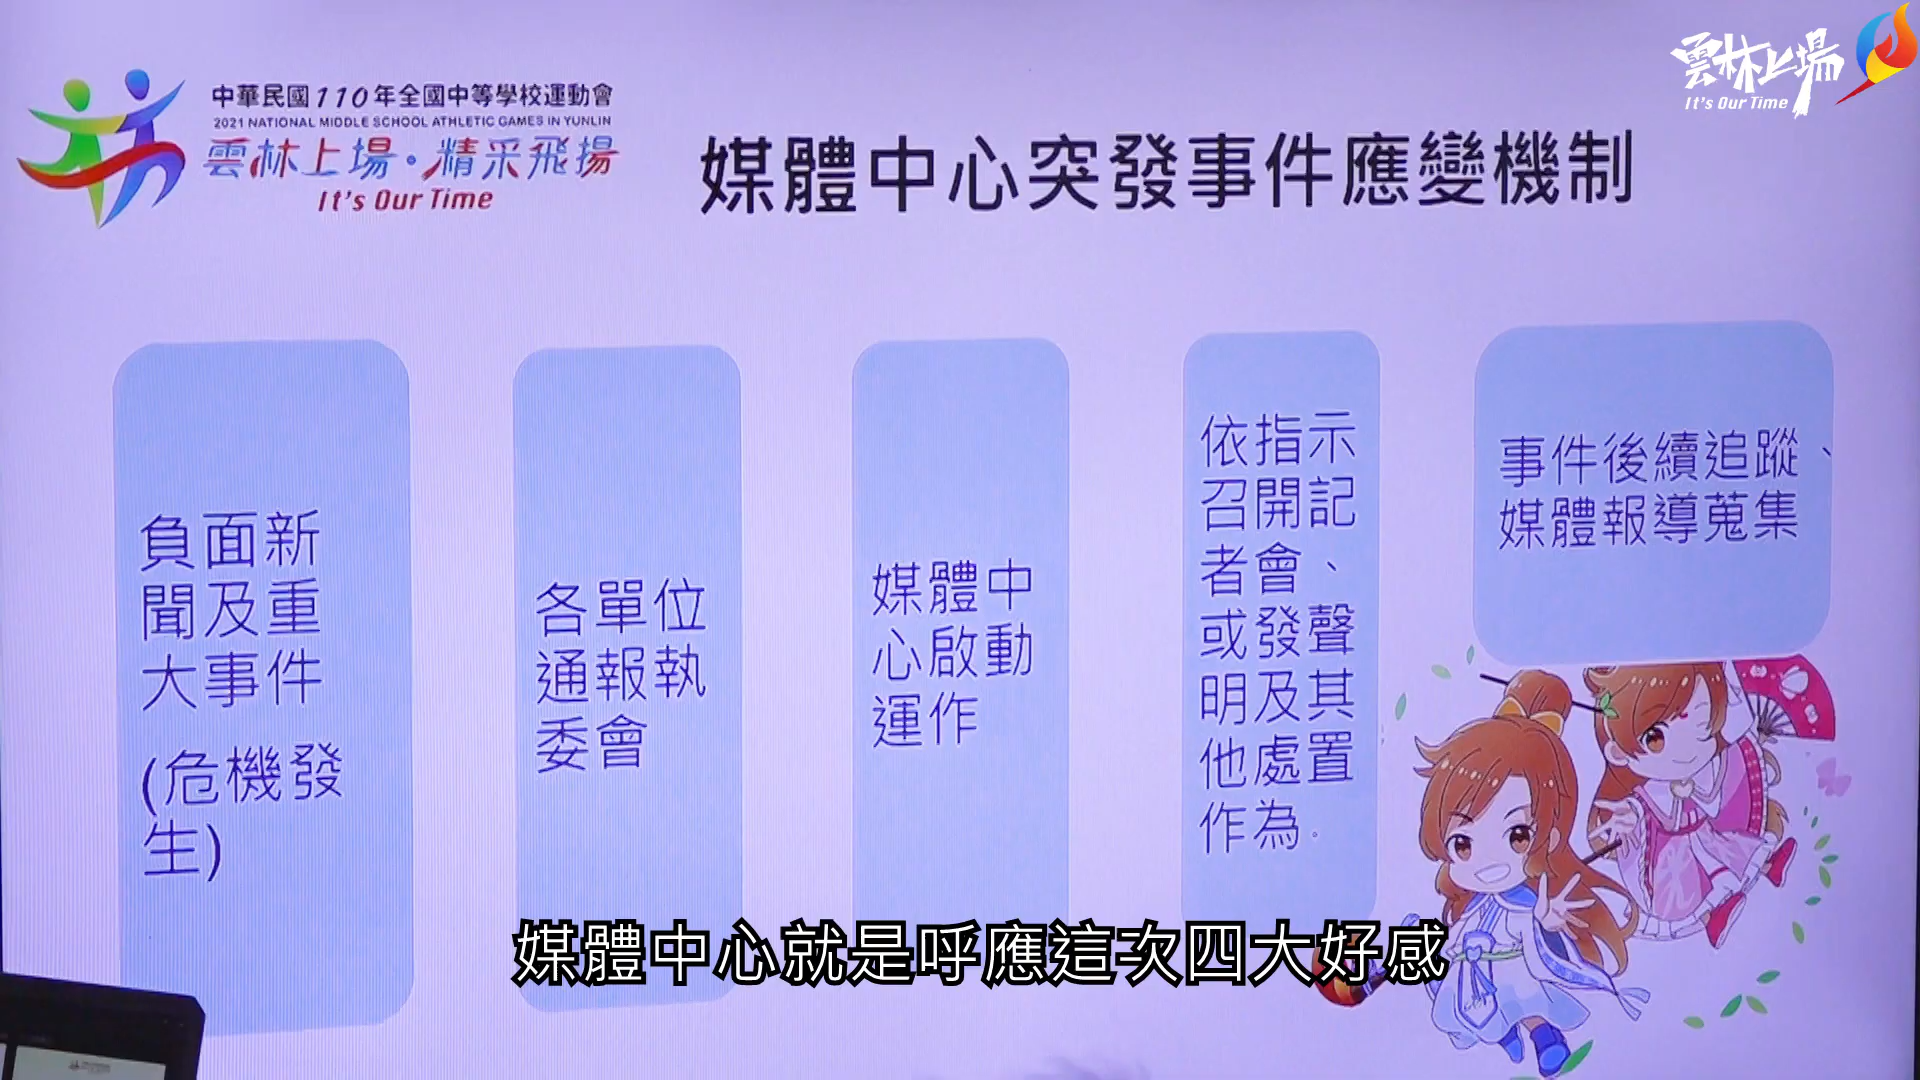 中華民國110年全國中等學校運動會
2021 NATIONAL MIDDLE SCHOOL ATHLETIC GAMES IN YUNLIN
雲林上場·精采飛揚
It's Our Time
雲林上場
It's Our Time
媒體中心突發事件應變機制
負面新
聞及重
大事件
(危機發
生)
各單位
通報執
委會
媒體中
心啟動
運作
依指示
召開記
者會、
或發聲
明及其
他處置
作為.
事件後續追蹤、
媒體報導蒐集
媒體中心就是呼應這次四大好感